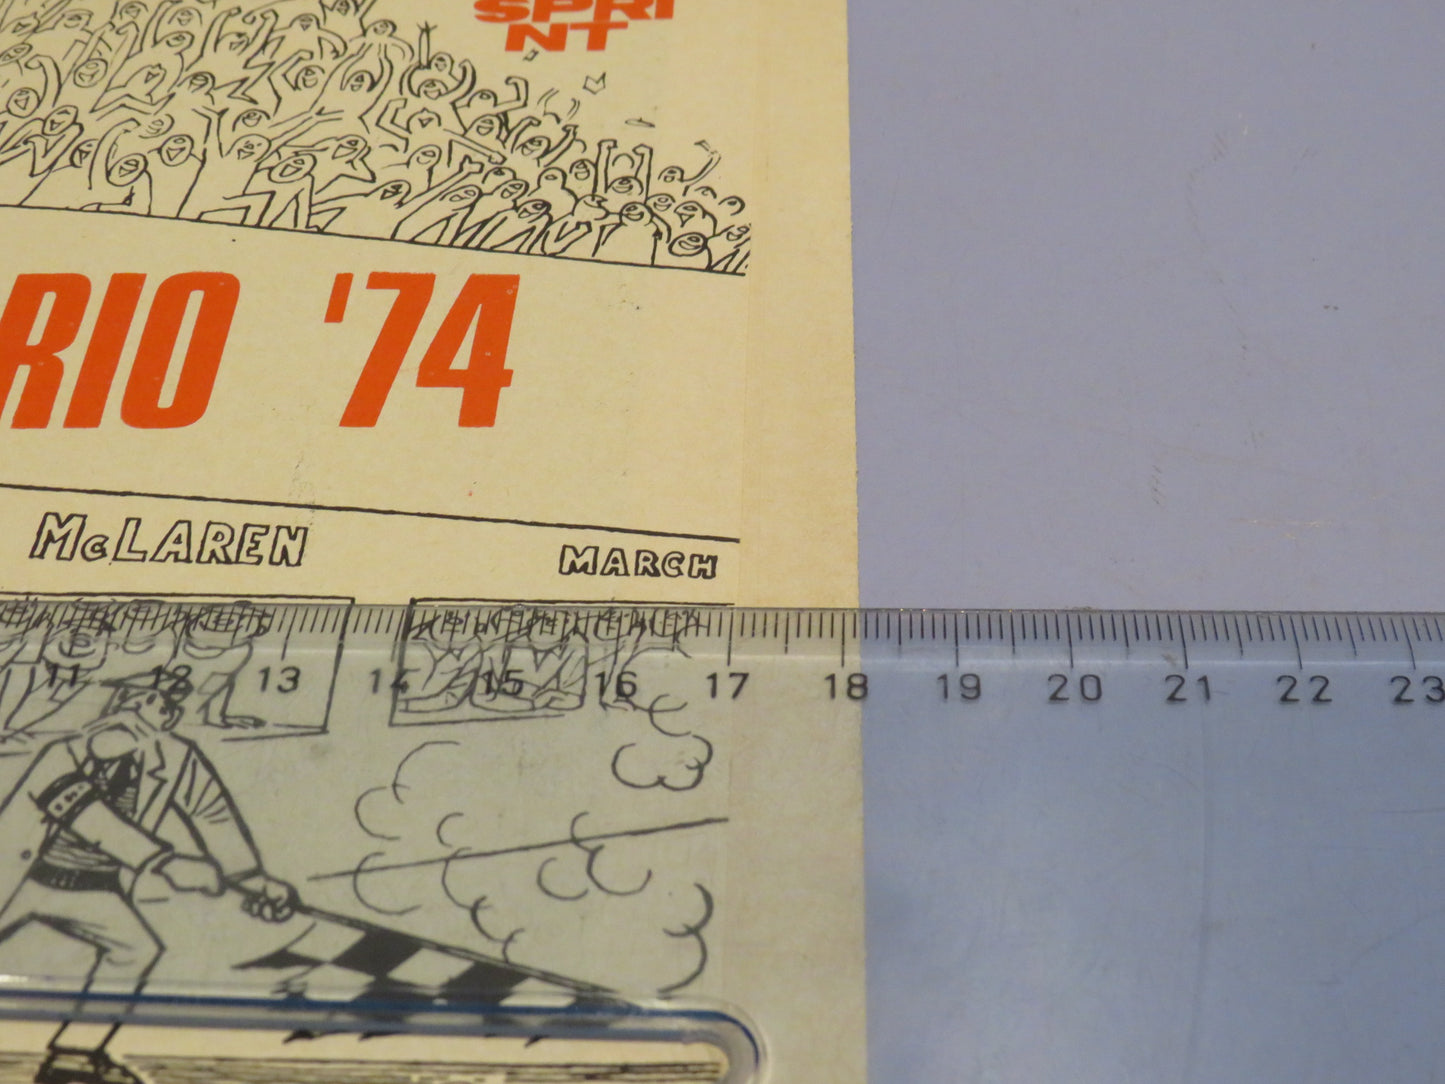 SPRI
NT
RIO '74
McLAREN
MARCH
11 12 13 14 15 16 17 18 19 20 21 22 23